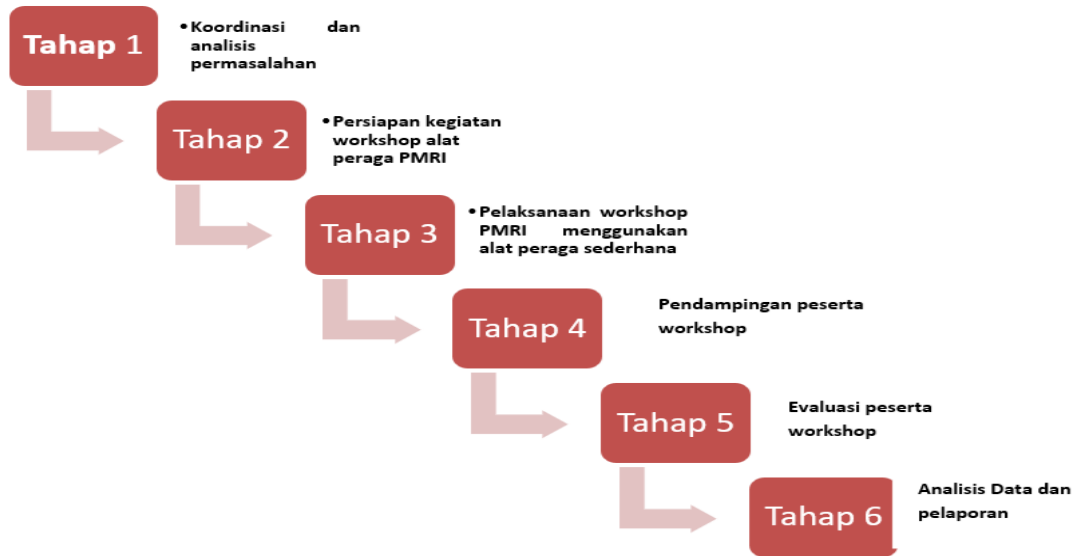 Tahap 1
•Koordinasi dan
analisis
permasalahan
Tahap 2
•Persiapan kegiatan
workshop alat
peraga PMRI
Tahap 3
•Pelaksanaan workshop
PMRI menggunakan
alat peraga sederhana
Tahap 4
Pendampingan peserta
workshop
Tahap 5
Evaluasi peserta
workshop
Tahap 6
Analisis Data dan
pelaporan